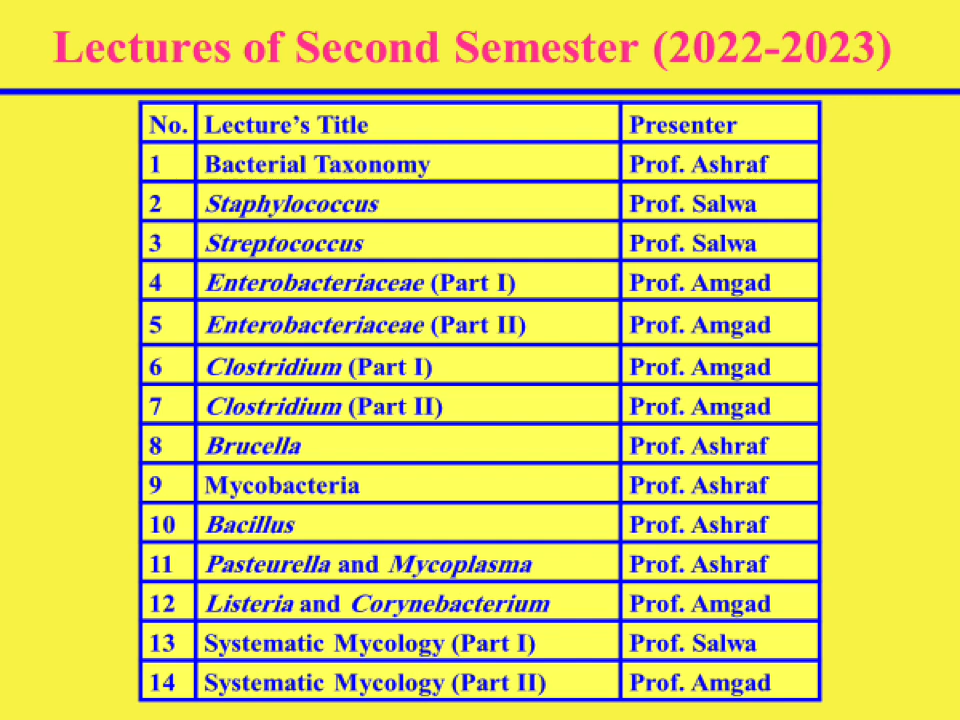 Lectures of Second Semester (2022-2023)
No. Lecture's Title Presenter
1 Bacterial Taxonomy Prof. Ashraf
2 Staphylococcus Prof. Salwa
3 Streptococcus Prof. Salwa
4 Enterobacteriaceae (Part I) Prof. Amgad
5 Enterobacteriaceae (Part II) Prof. Amgad
6 Clostridium (Part I) Prof. Amgad
7 Clostridium (Part II) Prof. Amgad
8 Brucella Prof. Ashraf
9 Mycobacteria Prof. Ashraf
10 Bacillus Prof. Ashraf
11 Pasteurella and Mycoplasma Prof. Ashraf
12 Listeria and Corynebacterium Prof. Amgad
13 Systematic Mycology (Part I) Prof. Salwa
14 Systematic Mycology (Part II) Prof. Amgad